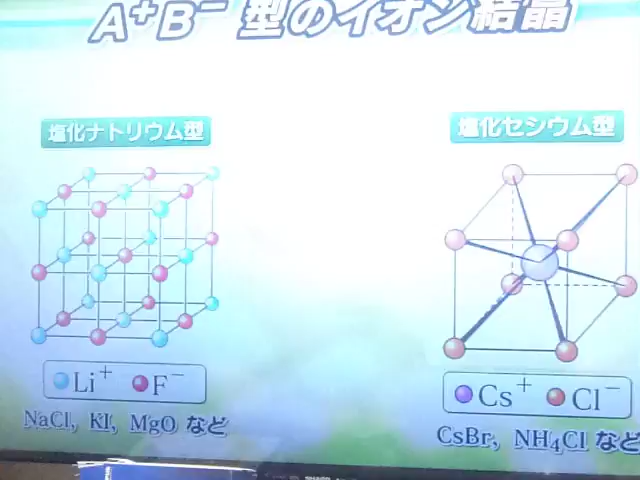 A⁺B⁻ 型のイオン結晶
塩化ナトリウム型
塩化セシウム型
Li⁺ F⁻
Cs⁺ Cl⁻
NaCl, KI, MgO など
CsBr, NH₄Cl など